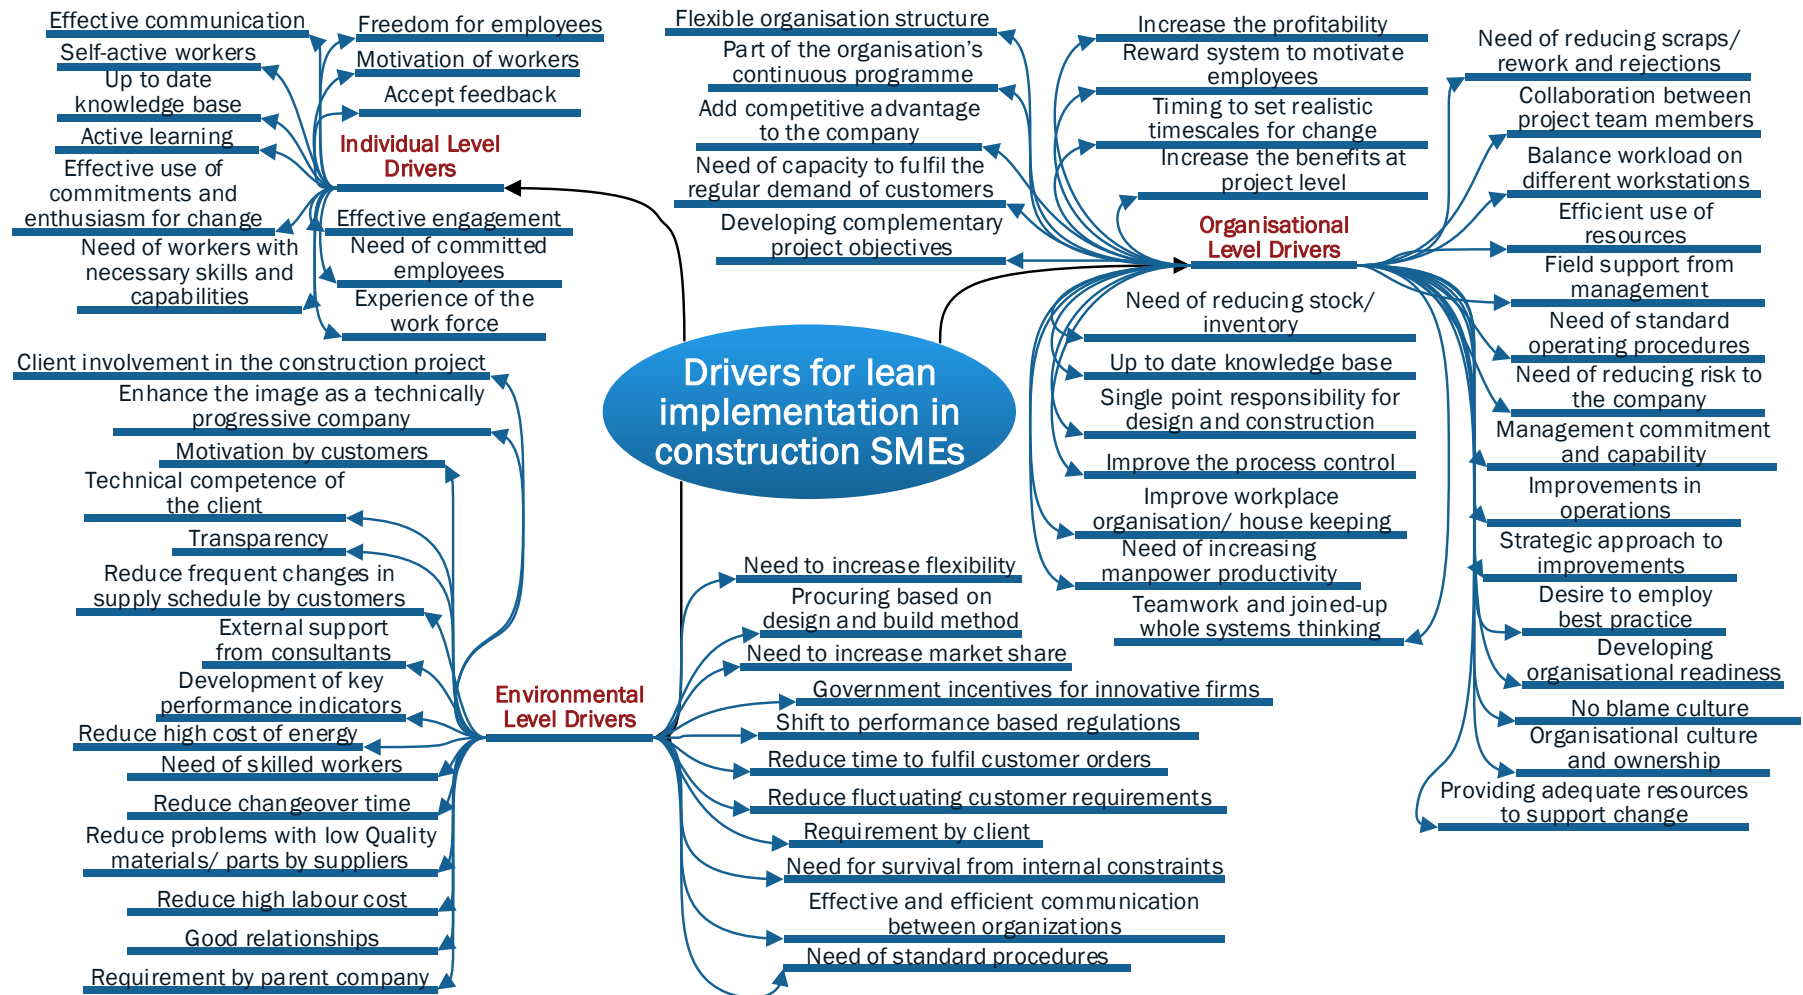 Drivers for lean
implementation in
construction SMEs
Individual Level
Drivers
Effective communication
Self-active workers
Up to date
knowledge base
Active learning
Effective use of
commitments and
enthusiasm for change
Need of workers with
necessary skills and
capabilities
Freedom for employees
Motivation of workers
Accept feedback
Effective engagement
Need of committed
employees
Experience of the
work force
Organisational
Level Drivers
Flexible organisation structure
Part of the organisation’s
continuous programme
Add competitive advantage
to the company
Need of capacity to fulfil the
regular demand of customers
Developing complementary
project objectives
Increase the profitability
Reward system to motivate
employees
Timing to set realistic
timescales for change
Increase the benefits at
project level
Need of reducing stock/
inventory
Up to date knowledge base
Single point responsibility for
design and construction
Improve the process control
Improve workplace
organisation/ house keeping
Need of increasing
manpower productivity
Teamwork and joined-up
whole systems thinking
Need of reducing scraps/
rework and rejections
Collaboration between
project team members
Balance workload on
different workstations
Efficient use of
resources
Field support from
management
Need of standard
operating procedures
Need of reducing risk to
the company
Management commitment
and capability
Improvements in
operations
Strategic approach to
improvements
Desire to employ
best practice
Developing
organisational readiness
No blame culture
Organisational culture
and ownership
Providing adequate resources
to support change
Environmental
Level Drivers
Client involvement in the construction project
Enhance the image as a technically
progressive company
Motivation by customers
Technical competence of
the client
Transparency
Reduce frequent changes in
supply schedule by customers
External support
from consultants
Development of key
performance indicators
Reduce high cost of energy
Need of skilled workers
Reduce changeover time
Reduce problems with low Quality
materials/ parts by suppliers
Reduce high labour cost
Good relationships
Requirement by parent company
Need to increase flexibility
Procuring based on
design and build method
Need to increase market share
Government incentives for innovative firms
Shift to performance based regulations
Reduce time to fulfil customer orders
Reduce fluctuating customer requirements
Requirement by client
Need for survival from internal constraints
Effective and efficient communication
between organizations
Need of standard procedures